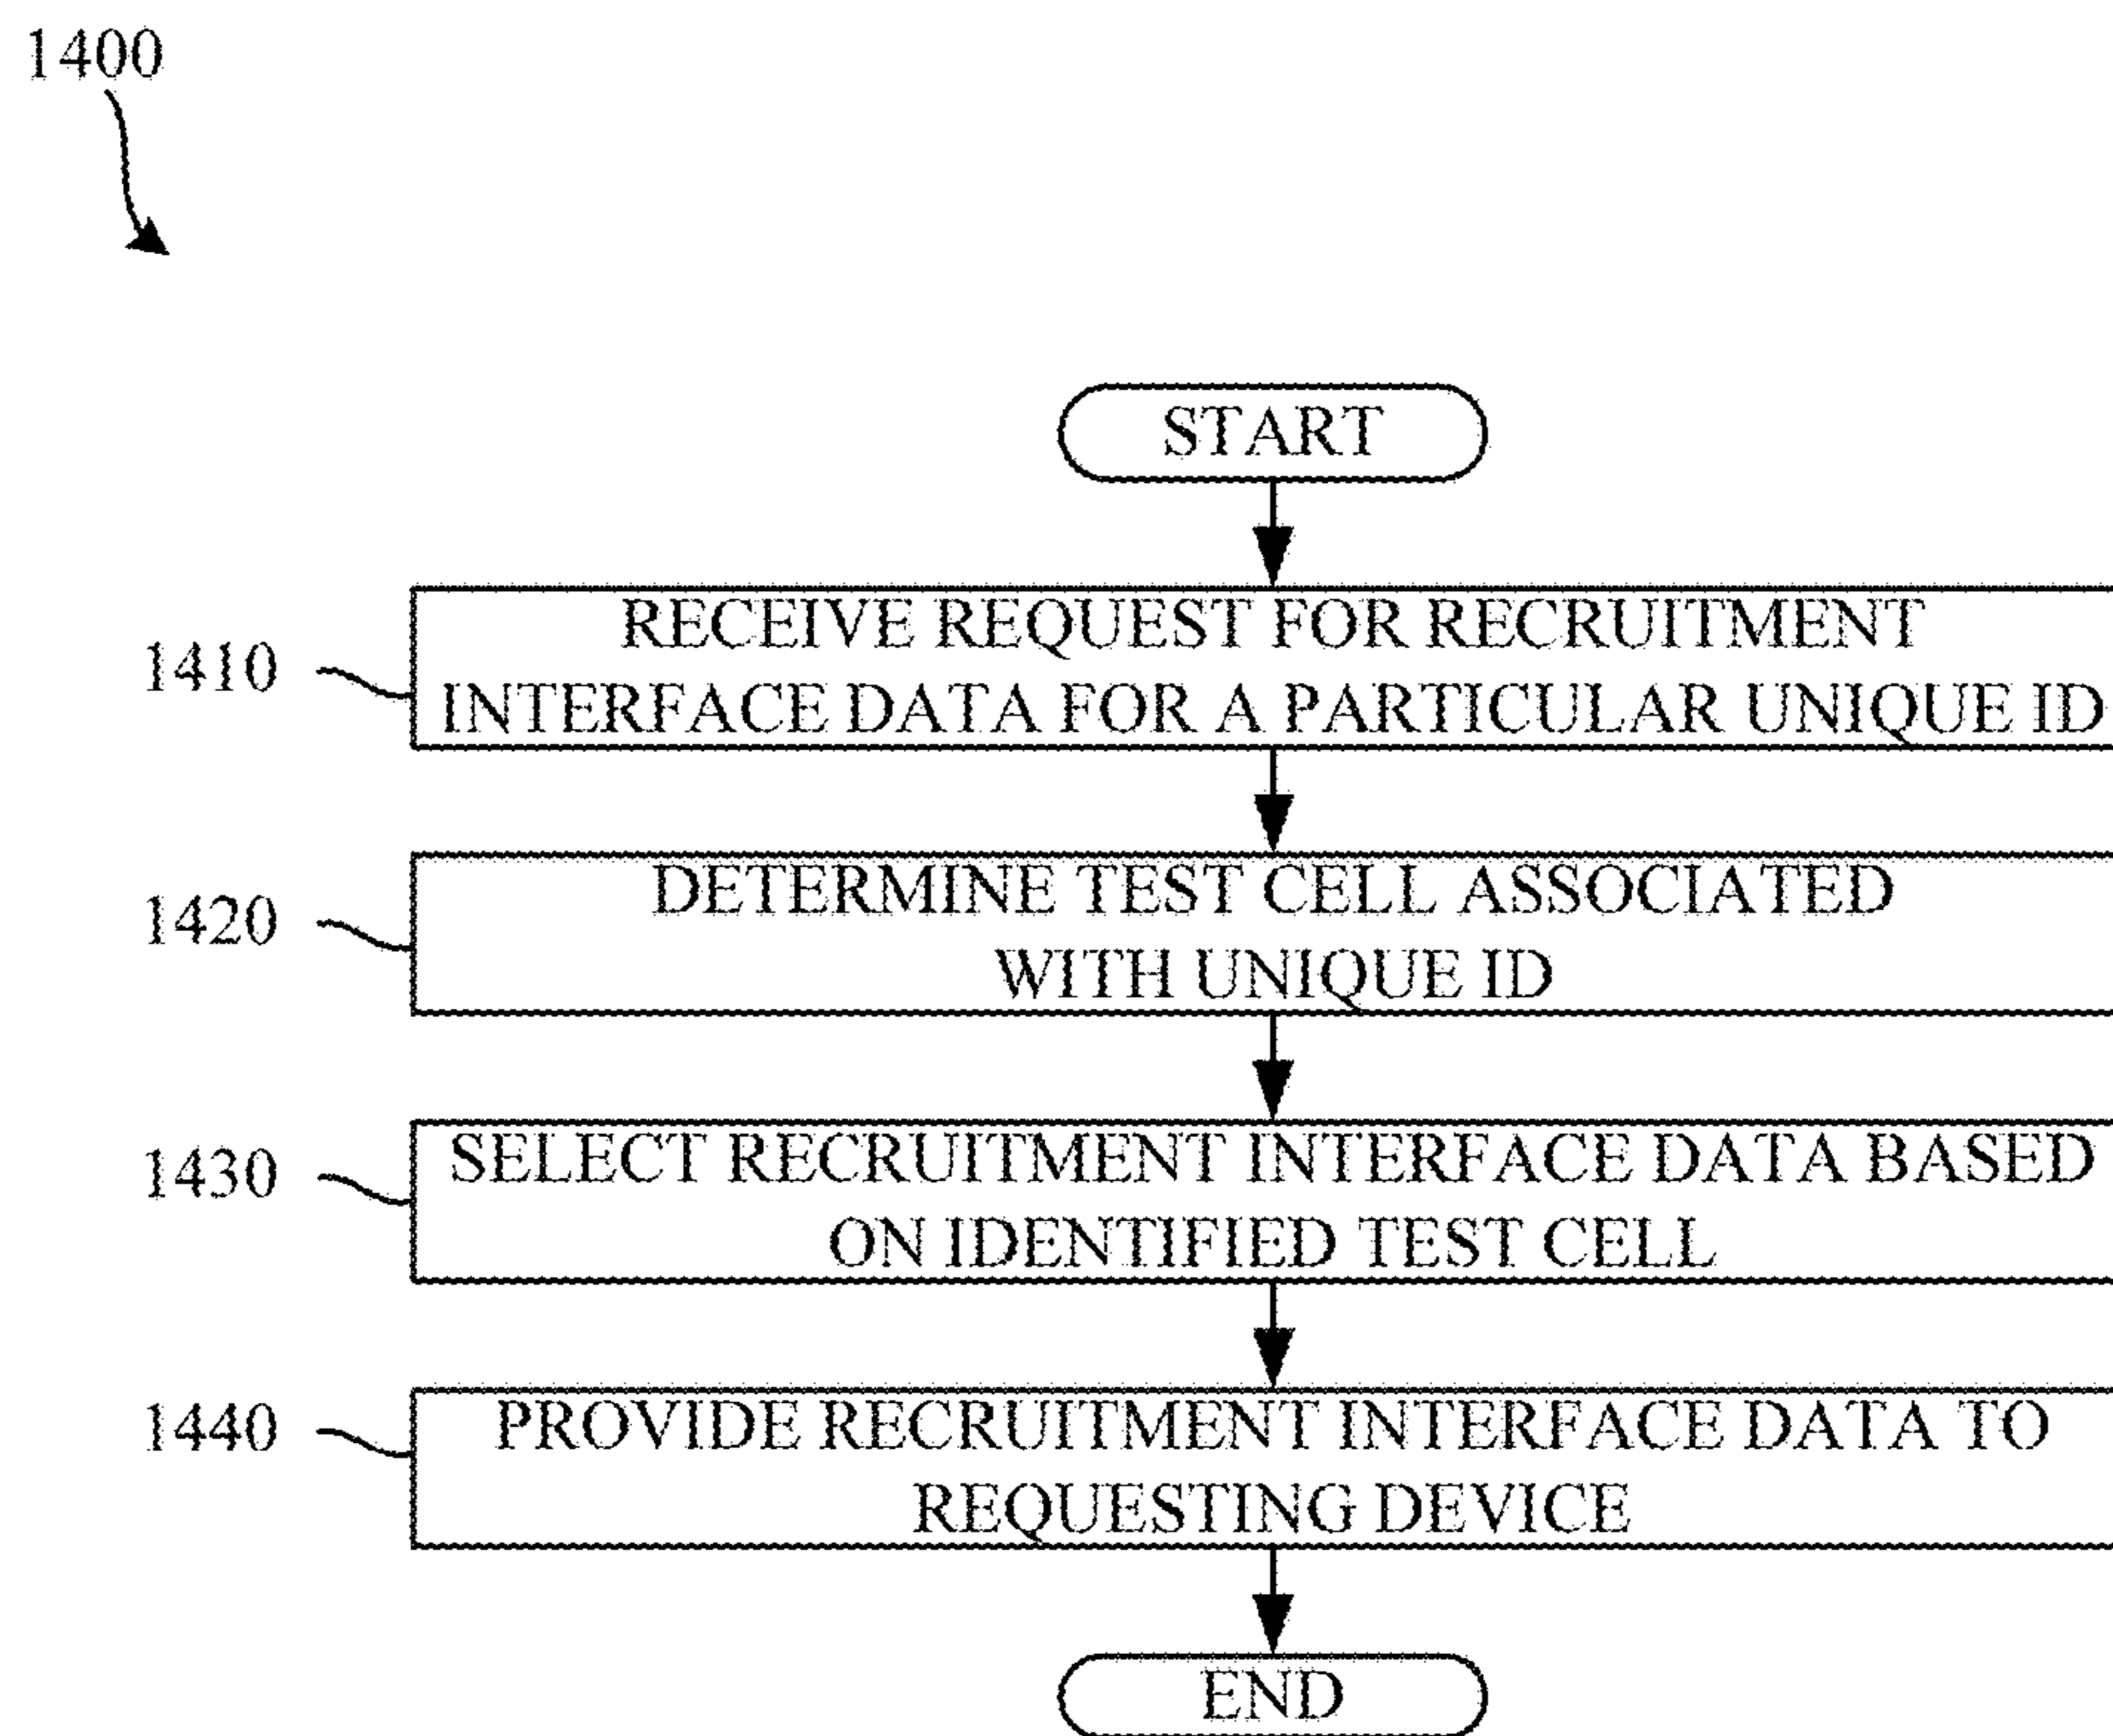 1400
START
1410
RECEIVE REQUEST FOR RECRUITMENT
INTERFACE DATA FOR A PARTICULAR UNIQUE ID
1420
DETERMINE TEST CELL ASSOCIATED
WITH UNIQUE ID
1430
SELECT RECRUITMENT INTERFACE DATA BASED
ON IDENTIFIED TEST CELL
1440
PROVIDE RECRUITMENT INTERFACE DATA TO
REQUESTING DEVICE
END